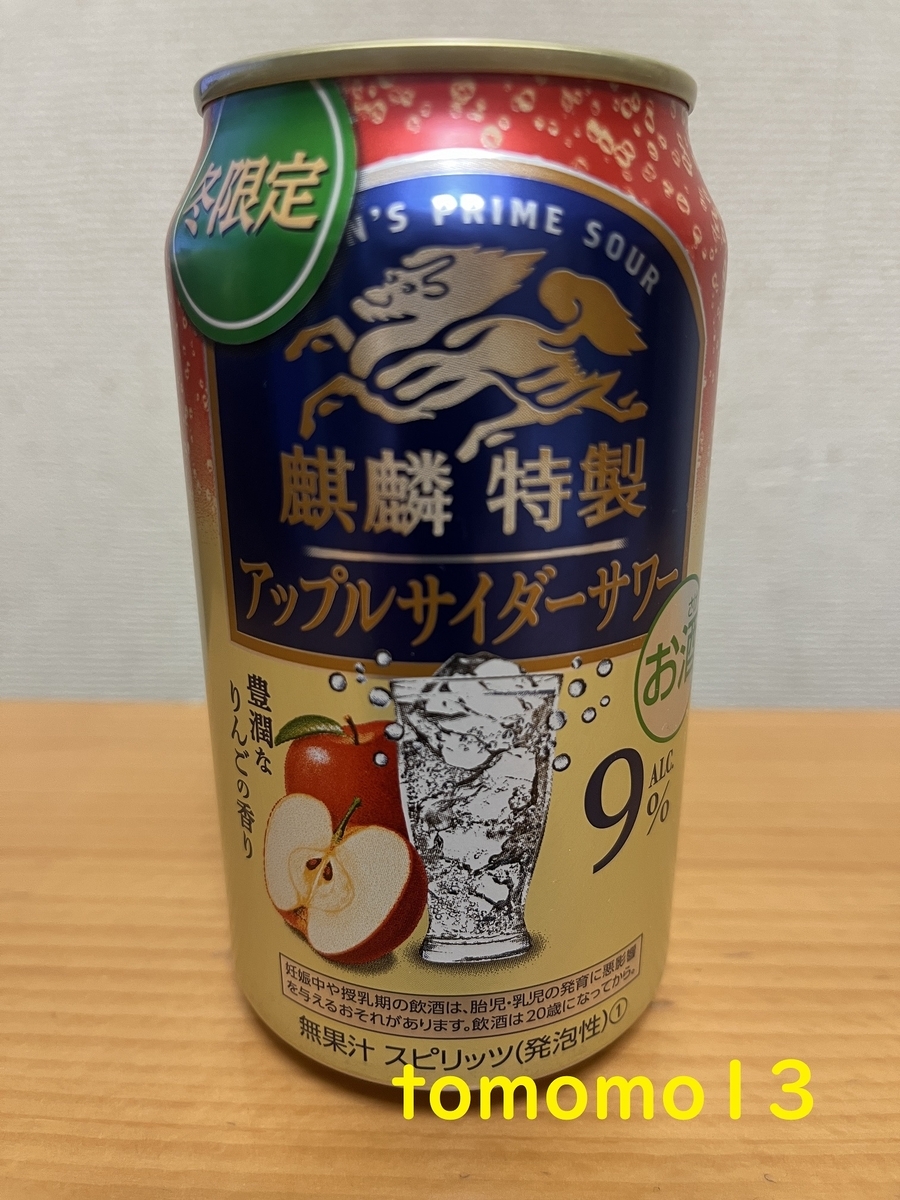 冬限定
N'S PRIME SOUR
麒麟 特製
アップルサイダーサワー
お酒
豊潤な
りんごの香り
9
ALC.
%
妊娠中や授乳期の飲酒は、胎児・乳児の発育に悪影響
を与えるおそれがあります。飲酒は20歳になってから。
無果汁 スピリッツ(発泡性)①
tomomo13